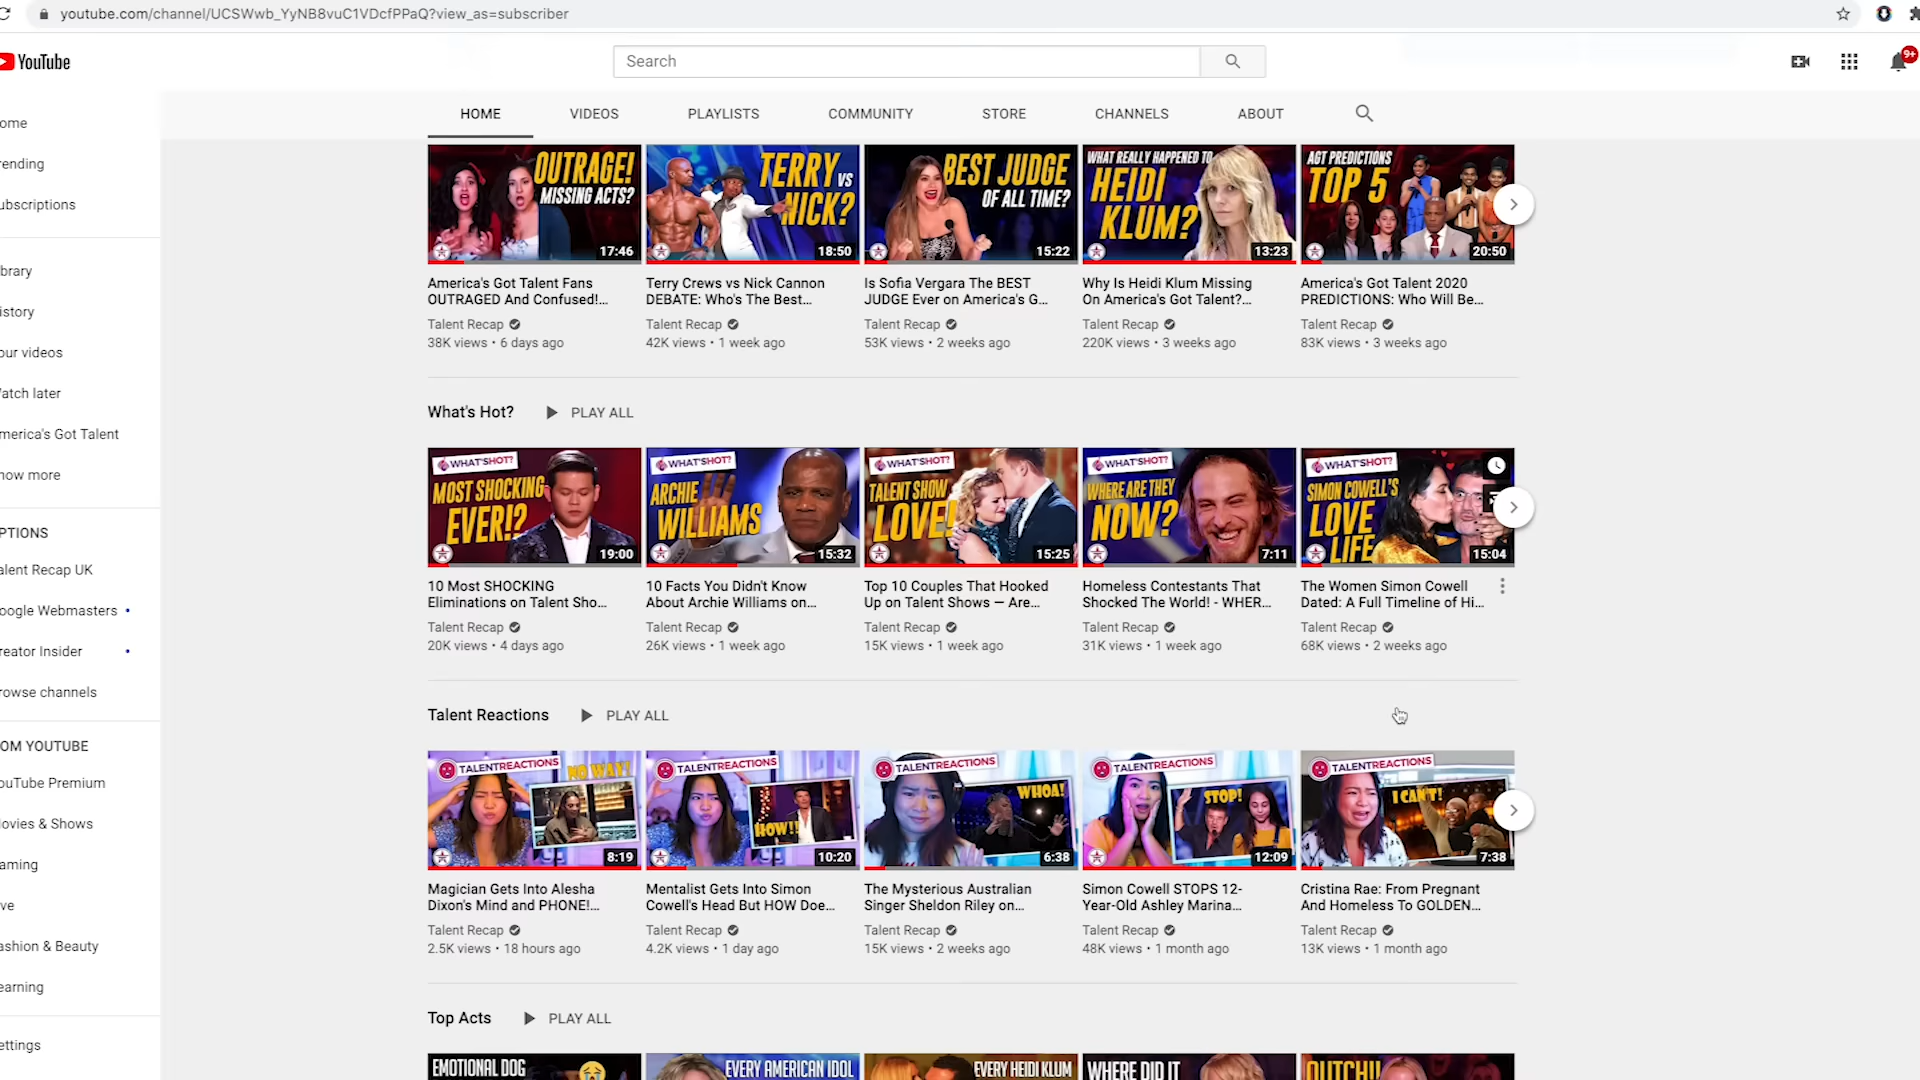 youtube.com/channel/UCSWwb_YyNB8vuC1VDcfPPaQ?view_as=subscriber
YouTube
Search
9+
HOME VIDEOS PLAYLISTS COMMUNITY STORE CHANNELS ABOUT
ome
rending
ubscriptions
brary
istory
our videos
atch later
merica's Got Talent
how more
PTIONS
alent Recap UK
oogle Webmasters •
reator Insider •
rowse channels
OM YOUTUBE
ouTube Premium
ovies & Shows
aming
ve
ashion & Beauty
earning
ettings
OUTRAGE!
MISSING ACTS?
17:46
TERRY VS
NICK?
18:50
BEST JUDGE
OF ALL TIME?
15:22
WHAT REALLY HAPPENED TO
HEIDI
KLUM?
13:23
AGT PREDICTIONS
TOP 5
20:50
America's Got Talent Fans
OUTRAGED And Confused!...
Talent Recap
38K views • 6 days ago
Terry Crews vs Nick Cannon
DEBATE: Who's The Best...
Talent Recap
42K views • 1 week ago
Is Sofia Vergara The BEST
JUDGE Ever on America's G...
Talent Recap
53K views • 2 weeks ago
Why Is Heidi Klum Missing
On America's Got Talent?...
Talent Recap
220K views • 3 weeks ago
America's Got Talent 2020
PREDICTIONS: Who Will Be...
Talent Recap
83K views • 3 weeks ago
What's Hot? PLAY ALL
WHAT'SHOT?
MOST SHOCKING
EVER!?
19:00
WHAT'SHOT?
ARCHIE
WILLIAMS
15:32
WHAT'SHOT?
TALENT SHOW
LOVE!
15:25
WHAT'SHOT?
WHERE ARE THEY
NOW?
7:11
WHAT'SHOT?
SIMON COWELL'S
LOVE
LIFE
15:04
10 Most SHOCKING
Eliminations on Talent Sho...
Talent Recap
20K views • 4 days ago
10 Facts You Didn't Know
About Archie Williams on...
Talent Recap
26K views • 1 week ago
Top 10 Couples That Hooked
Up on Talent Shows — Are...
Talent Recap
15K views • 1 week ago
Homeless Contestants That
Shocked The World! - WHER...
Talent Recap
31K views • 1 week ago
The Women Simon Cowell
Dated: A Full Timeline of Hi...
Talent Recap
68K views • 2 weeks ago
Talent Reactions PLAY ALL
TALENTREACTIONS
NO WAY!
8:19
TALENTREACTIONS
HOW!!
10:20
TALENTREACTIONS
WHOA!
6:38
TALENTREACTIONS
STOP!
12:09
TALENTREACTIONS
I CAN'T!
7:38
Magician Gets Into Alesha
Dixon's Mind and PHONE!...
Talent Recap
2.5K views • 18 hours ago
Mentalist Gets Into Simon
Cowell's Head But HOW Doe...
Talent Recap
4.2K views • 1 day ago
The Mysterious Australian
Singer Sheldon Riley on...
Talent Recap
15K views • 2 weeks ago
Simon Cowell STOPS 12-
Year-Old Ashley Marina...
Talent Recap
48K views • 1 month ago
Cristina Rae: From Pregnant
And Homeless To GOLDEN...
Talent Recap
13K views • 1 month ago
Top Acts PLAY ALL
EMOTIONAL DOG
EVERY AMERICAN IDOL
EVERY HEIDI KLUM
WHERE DID IT
OUTCH!!